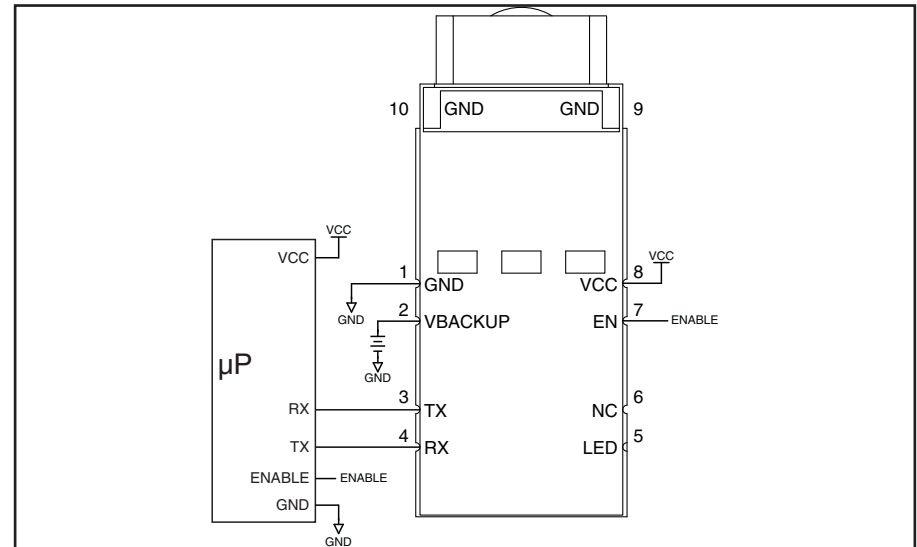 10 GND GND 9
VCC
VCC
VCC
1 8
GND VCC
GND
2 7
VBACKUP EN ENABLE
GND
µP
3 6
RX TX NC
4 5
TX RX LED
ENABLE ENABLE
GND
GND